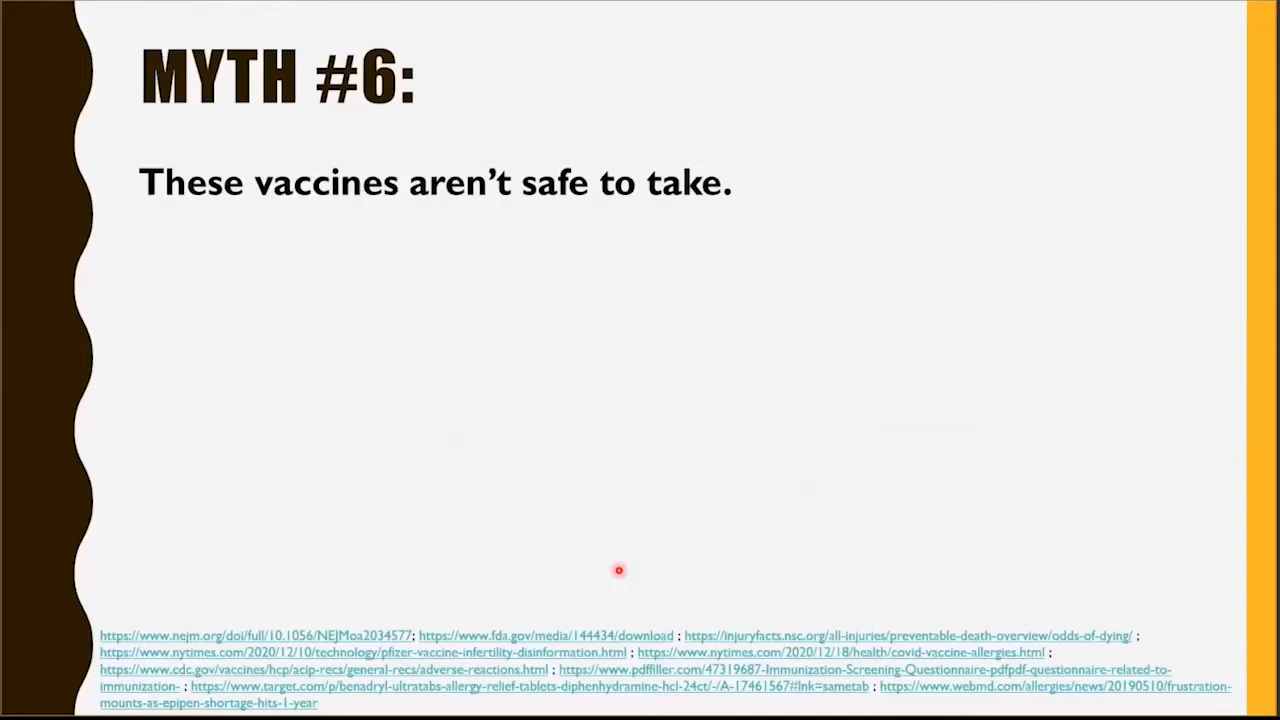 MYTH #6:
These vaccines aren't safe to take.
https://www.nejm.org/doi/full/10.1056/NEJMoa2034577; https://www.fda.gov/media/144434/download ; https://injuryfacts.nsc.org/all-injuries/preventable-death-overview/odds-of-dying/ ;
https://www.nytimes.com/2020/12/10/technology/pfizer-vaccine-infertility-disinformation.html ; https://www.nytimes.com/2020/12/18/health/covid-vaccine-allergies.html ;
https://www.cdc.gov/vaccines/hcp/acip-recs/general-recs/adverse-reactions.html ; https://www.pdffiller.com/47319687-Immunization-Screening-Questionnaire-pdfpdf-questionnaire-related-to-
immunization- ; https://www.target.com/p/benadryl-ultratabs-allergy-relief-tablets-diphenhydramine-hcl-24ct/-/A-17461567#lnk=sametab ; https://www.webmd.com/allergies/news/20190510/frustration-
mounts-as-epipen-shortage-hits-1-year